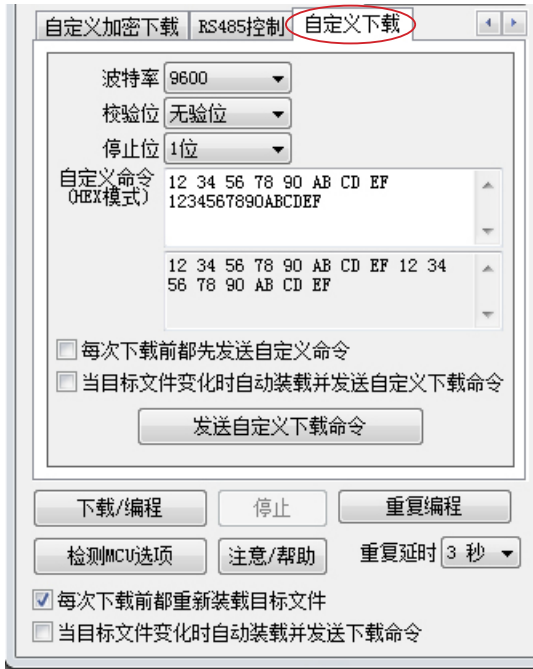 自定义加密下载 RS485控制 自定义下载
波特率 9600
校验位 无验位
停止位 1位
自定义命令
(HEX模式)
12 34 56 78 90 AB CD EF
1234567890ABCDEF
12 34 56 78 90 AB CD EF 12 34
56 78 90 AB CD EF
每次下载前都先发送自定义命令
当目标文件变化时自动装载并发送自定义下载命令
发送自定义下载命令
下载/编程 停止 重复编程
检测MCU选项 注意/帮助 重复延时 3 秒
每次下载前都重新装载目标文件
当目标文件变化时自动装载并发送下载命令